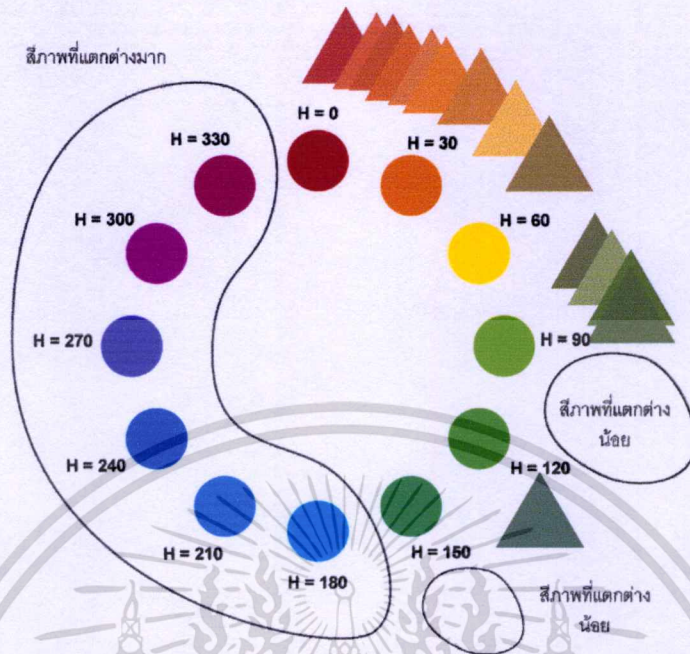 สีภาพที่แตกต่างมาก
H = 0
H = 330
H = 30
H = 300
H = 60
H = 270
H = 90
สีภาพที่แตกต่าง
น้อย
H = 240
H = 120
H = 210
H = 150
H = 180
สีภาพที่แตกต่าง
น้อย